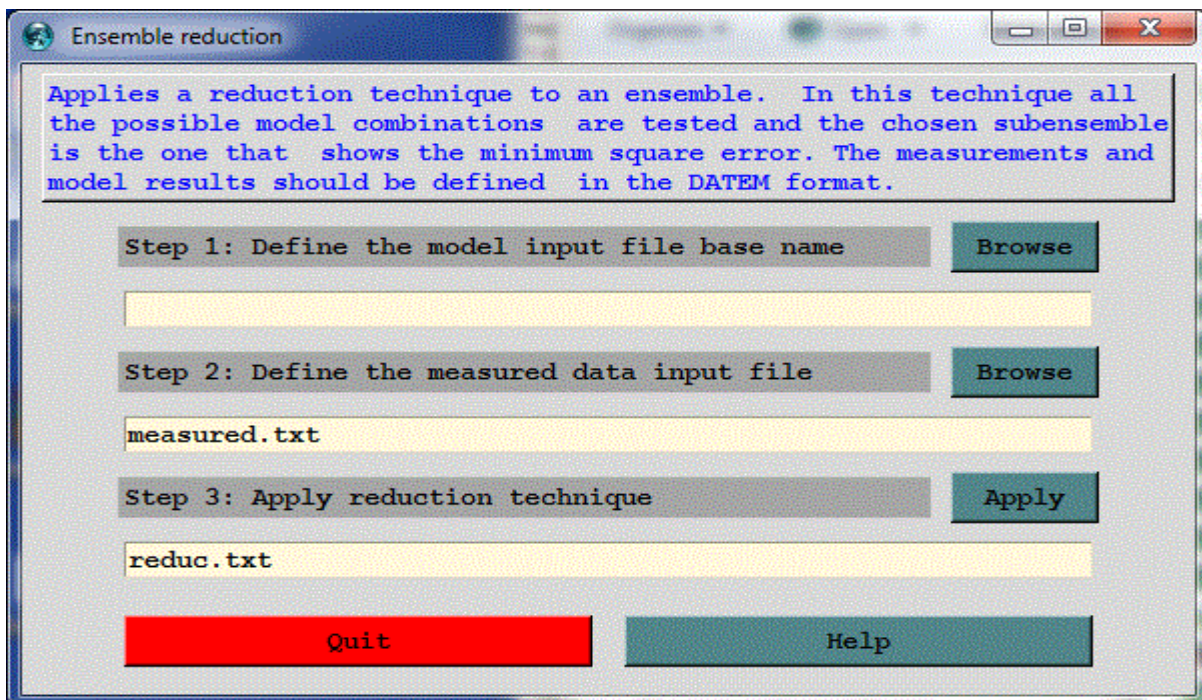 Ensemble reduction
Applies a reduction technique to an ensemble.  In this technique all
the possible model combinations  are tested and the chosen subensemble
is the one that  shows the minimum square error. The measurements and
model results should be defined  in the DATEM format.
Step 1: Define the model input file base name
Browse
Step 2: Define the measured data input file
Browse
measured.txt
Step 3: Apply reduction technique
Apply
reduc.txt
Quit
Help